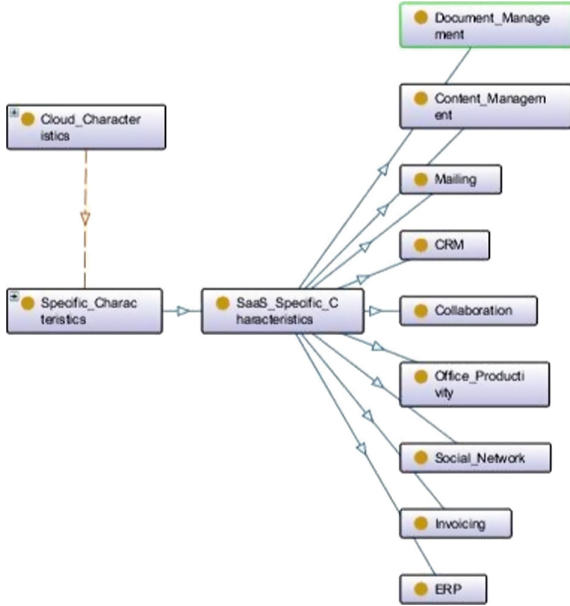 Document_Manage
ment
Content_Managem
ent
Cloud_Character
istics
Mailing
CRM
Specific_Charac
teristics
SaaS_Specific_C
haracteristics
Collaboration
Office_Producti
vity
Social_Network
Invoicing
ERP